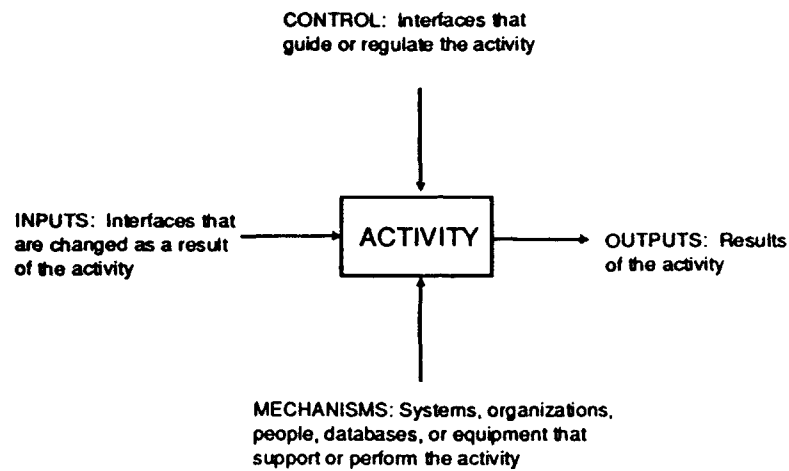 CONTROL: Interfaces that
guide or regulate the activity
INPUTS: Interfaces that
are changed as a result
of the activity
ACTIVITY
OUTPUTS: Results
of the activity
MECHANISMS: Systems, organizations,
people, databases, or equipment that
support or perform the activity